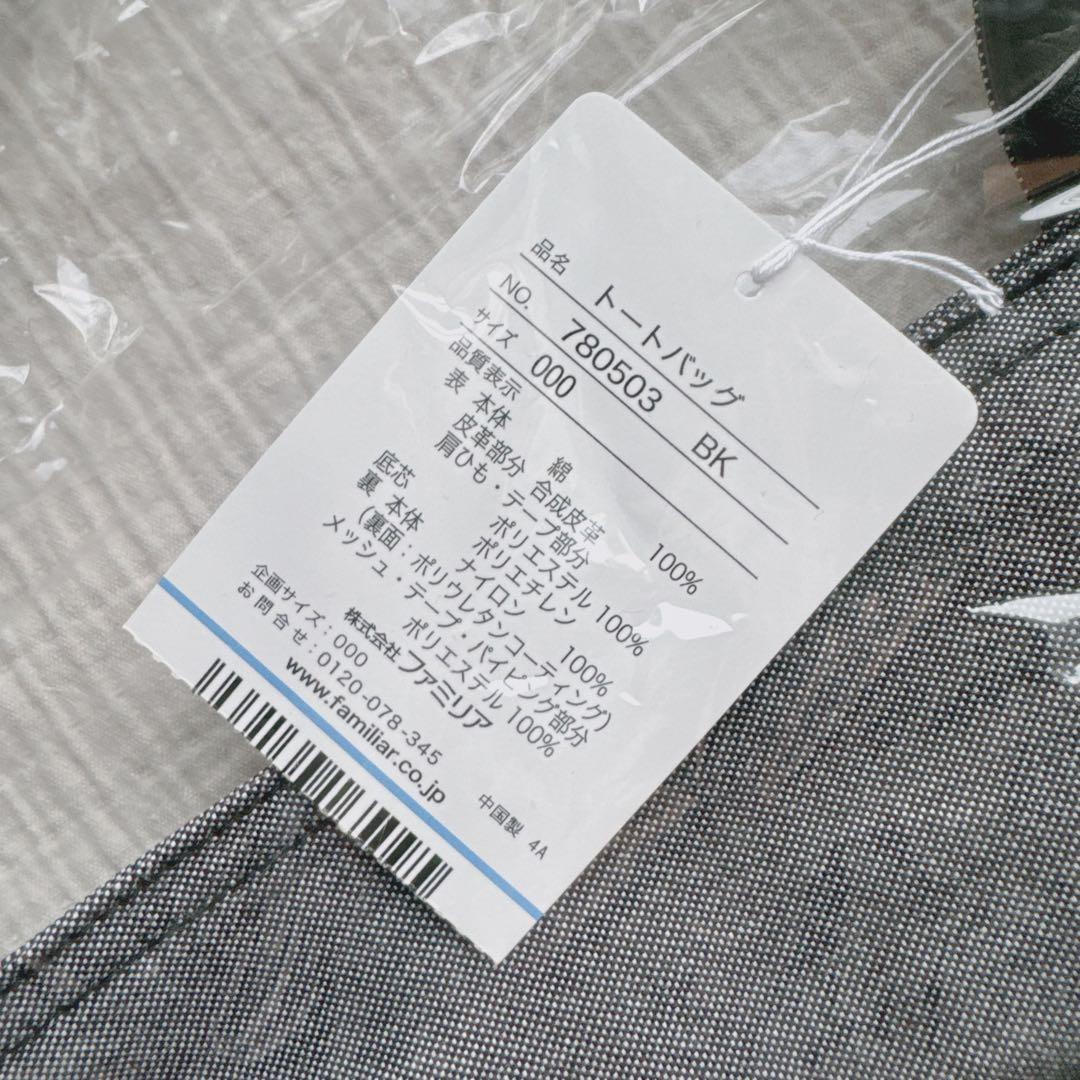 品名 トートバッグ
NO. 780503 BK
サイズ 000
品質表示
表 本体 綿 100%
皮革部分 合成皮革
肩ひも・テープ部分
ポリエステル 100%
底芯 ポリエチレン
裏 本体 ナイロン 100%
(裏面:ポリウレタンコーティング)
メッシュ・テープ・パイピング部分
ポリエステル 100%
株式会社 ファミリア
企画サイズ:000
お問合せ:0120-078-345
www.familiar.co.jp
中国製 4A